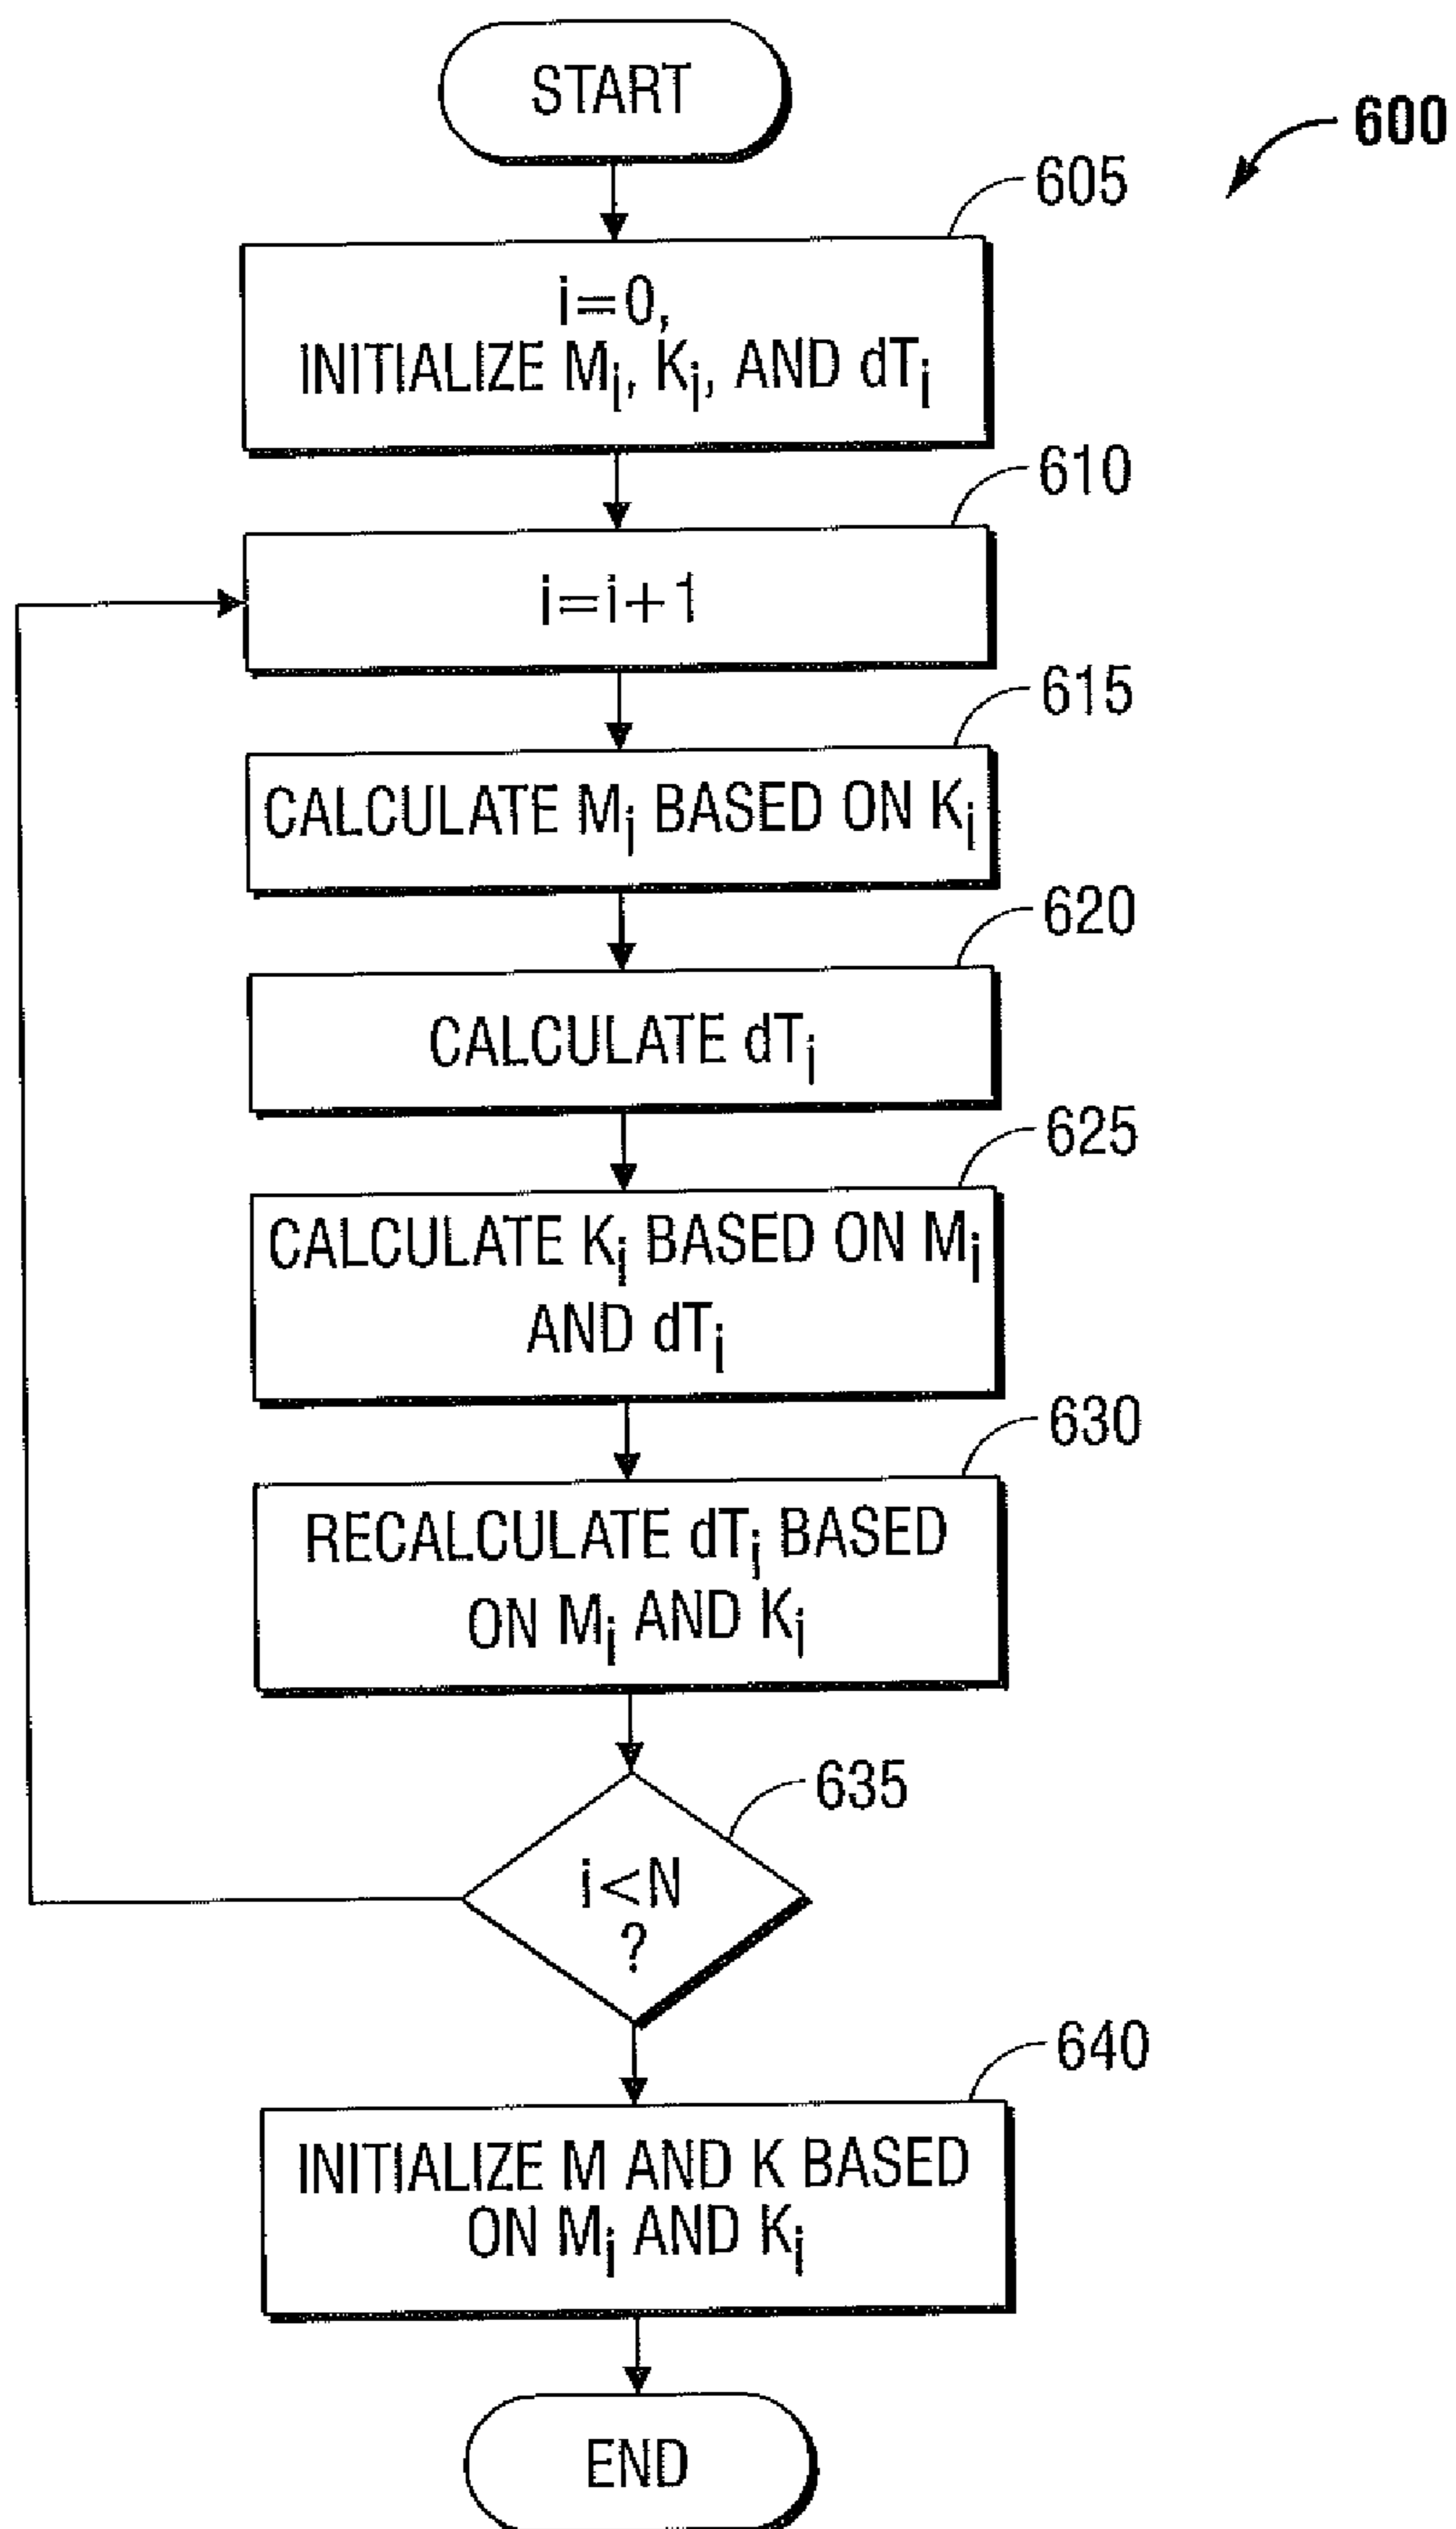 START
600
605
i=0,
INITIALIZE Mi, Ki, AND dTi
610
i=i+1
615
CALCULATE Mi BASED ON Ki
620
CALCULATE dTi
625
CALCULATE Ki BASED ON Mi
AND dTi
630
RECALCULATE dTi BASED
ON Mi AND Ki
635
i<N
?
640
INITIALIZE M AND K BASED
ON Mi AND Ki
END